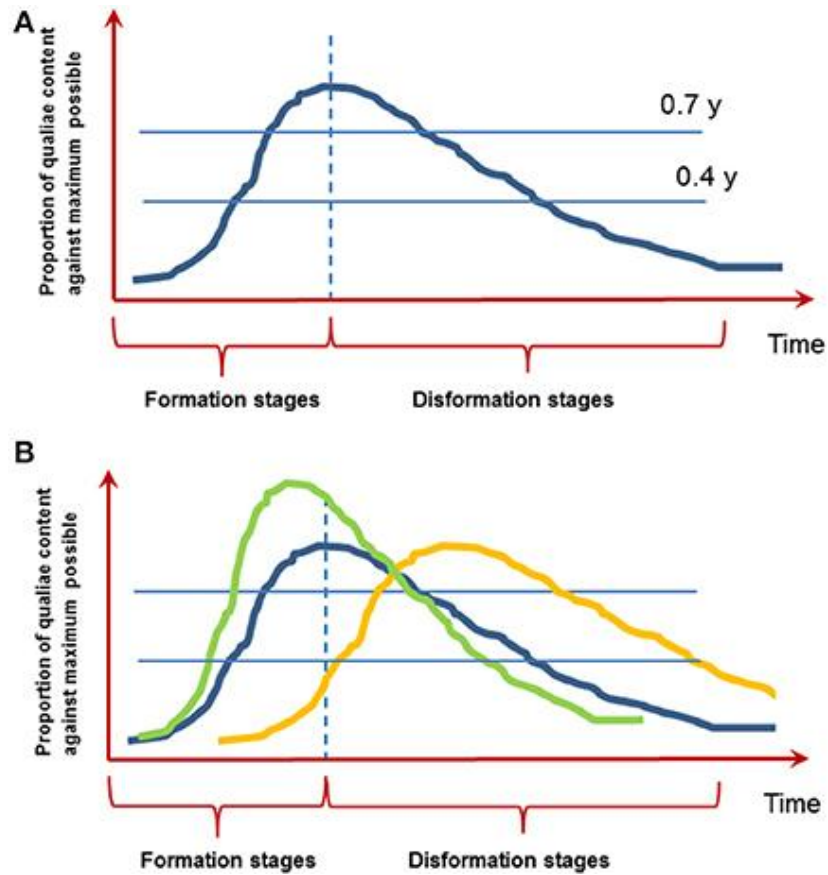 A
Proportion of qualiae content
against maximum possible
0.7 y
0.4 y
Time
Formation stages
Disformation stages
B
Proportion of qualiae content
against maximum possible
Time
Formation stages
Disformation stages